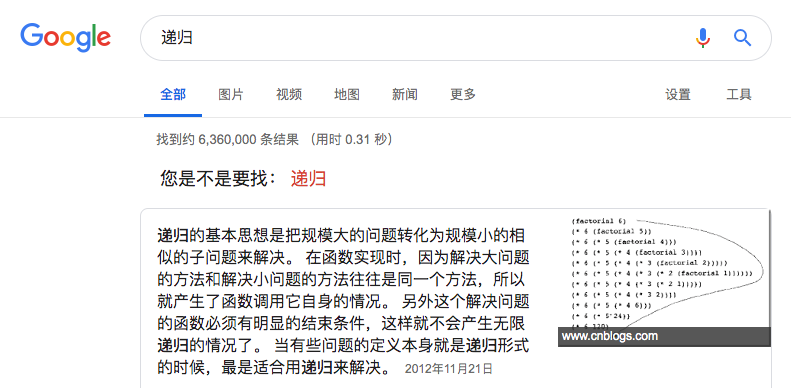 Google
递归
全部 图片 视频 地图 新闻 更多 设置 工具
找到约 6,360,000 条结果 （用时 0.31 秒）
您是不是要找： 递归
递归的基本思想是把规模大的问题转化为规模小的相
似的子问题来解决。 在函数实现时，因为解决大问题
的方法和解决小问题的方法往往是同一个方法，所以
就产生了函数调用它自身的情况。 另外这个解决问题
的函数必须有明显的结束条件，这样就不会产生无限
递归的情况了。 当有些问题的定义本身就是递归形式
的时候，最是适合用递归来解决。 2012年11月21日
(factorial 6)
(* 6 (factorial 5))
(* 6 (* 5 (factorial 4)))
(* 6 (* 5 (* 4 (factorial 3))))
(* 6 (* 5 (* 4 (* 3 (factorial 2)))))
(* 6 (* 5 (* 4 (* 3 (* 2 (factorial 1))))))
(* 6 (* 5 (* 4 (* 3 (* 2 1)))))
(* 6 (* 5 (* 4 (* 3 2))))
(* 6 (* 5 (* 4 6)))
(* 6 (* 5 24))
(* 6 120)
www.cnblogs.com